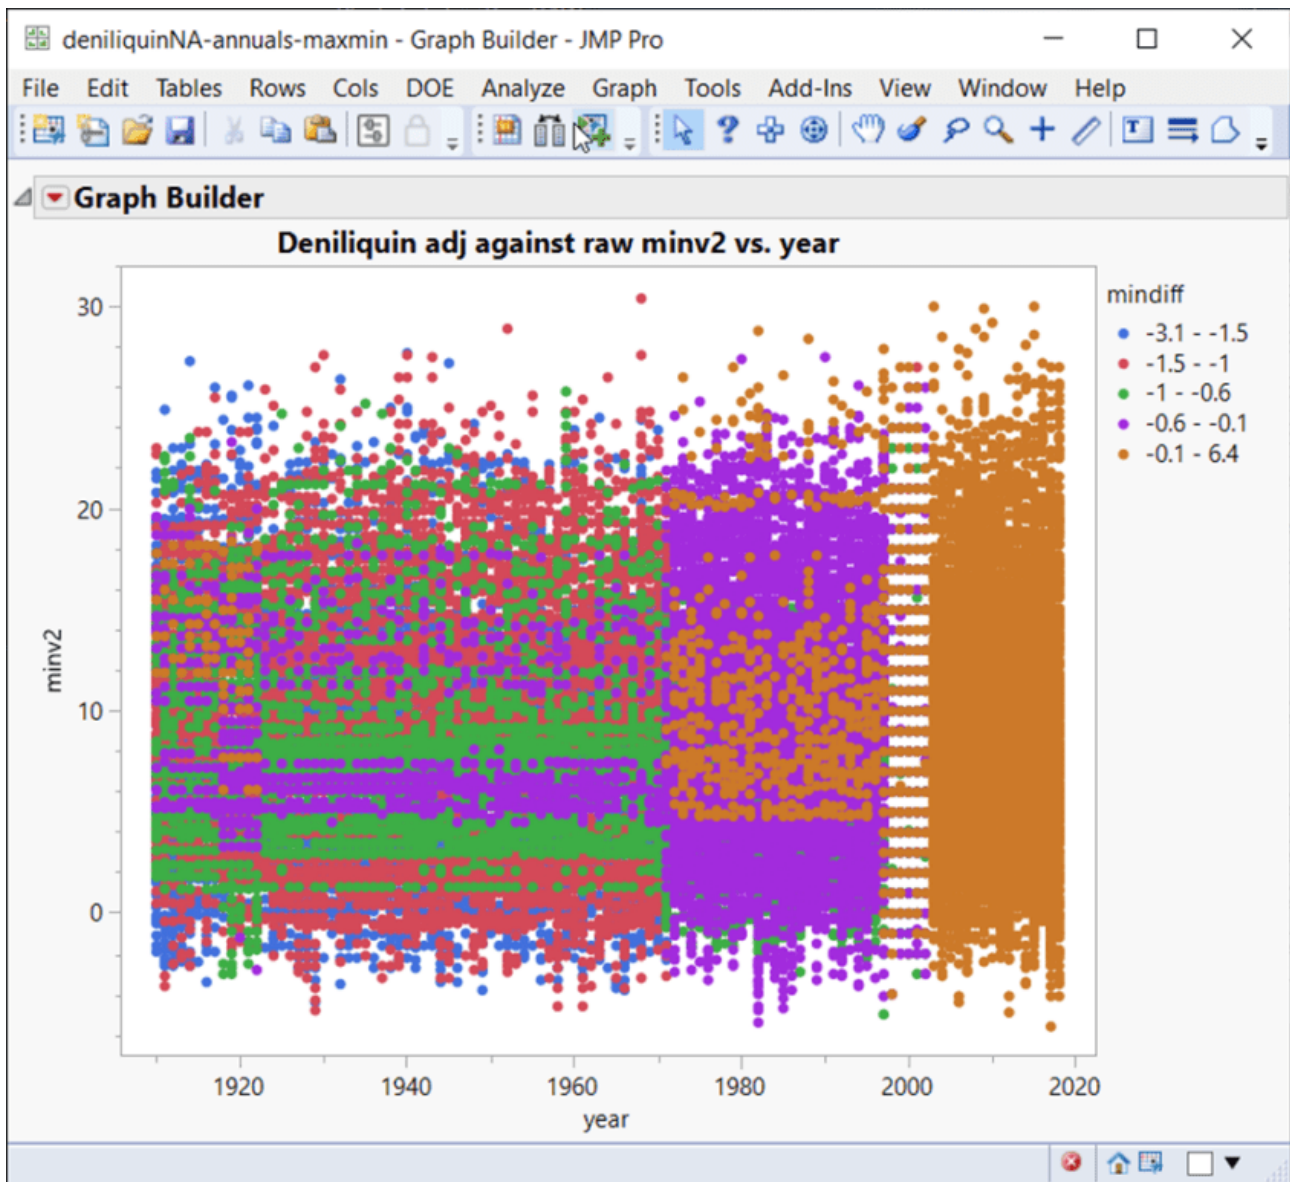 deniliquinNA-annuals-maxmin - Graph Builder - JMP Pro
File Edit Tables Rows Cols DOE Analyze Graph Tools Add-Ins View Window Help
Graph Builder
Deniliquin adj against raw minv2 vs. year
mindiff
-3.1 - -1.5
-1.5 - -1
-1 - -0.6
-0.6 - -0.1
-0.1 - 6.4
30
20
10
0
minv2
1920 1940 1960 1980 2000 2020
year